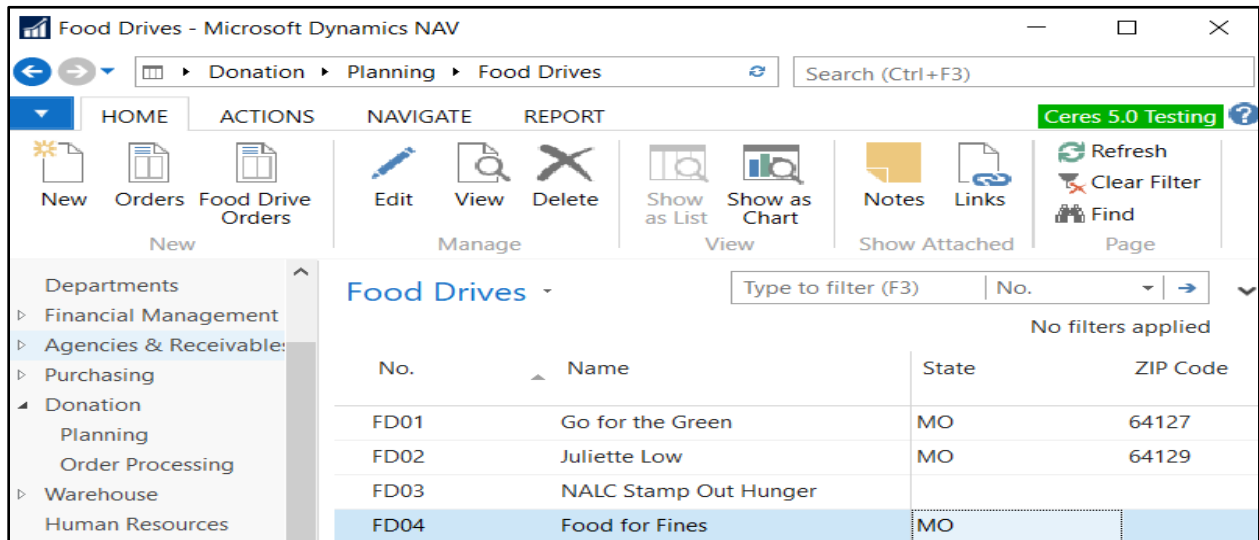 Food Drives - Microsoft Dynamics NAV
Donation Planning Food Drives Search (Ctrl+F3)
HOME ACTIONS NAVIGATE REPORT Ceres 5.0 Testing ?
New Orders Food Drive Orders Edit View Delete Show as List Show as Chart Notes Links Refresh
Clear Filter
Find
New Manage View Show Attached Page
Departments
Financial Management
Agencies & Receivables
Purchasing
Donation
Planning
Order Processing
Warehouse
Human Resources
Food Drives Type to filter (F3) No.
No filters applied
No. Name State ZIP Code
FD01 Go for the Green MO 64127
FD02 Juliette Low MO 64129
FD03 NALC Stamp Out Hunger
FD04 Food for Fines MO